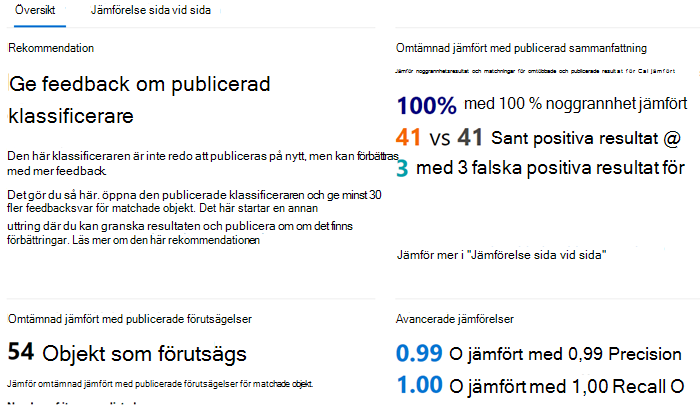 Översikt
Jämförelse sida vid sida
Rekommendation
Ge feedback om publicerad
klassificerare
Den här klassificeraren är inte redo att publiceras på nytt, men kan förbättras
med mer feedback.
Det gör du så här. öppna den publicerade klassificeraren och ge minst 30
fler feedbacksvar för matchade objekt. Det här startar en annan
uttring där du kan granska resultaten och publicera om om det finns
förbättringar. Läs mer om den här rekommendationen
Omtämnad jämfört med publicerad sammanfattning
Jämför noggrannhetsresultat och matchningar för omtübbade och publicerade resultat för Cal jämfört
100% med 100 % noggrannhet jämfört
41 vs 41 Sant positiva resultat @
3 med 3 falska positiva resultat för
Jämför mer i "Jämförelse sida vid sida"
Omtämnad jämfört med publicerade förutsägelser
54 Objekt som förutsägs
Jämför omtämnad jämfört med publicerade förutsägelser för matchade objekt.
Avancerade jämförelser
0.99 O jämfört med 0,99 Precision
1.00 O jämfört med 1,00 Recall O